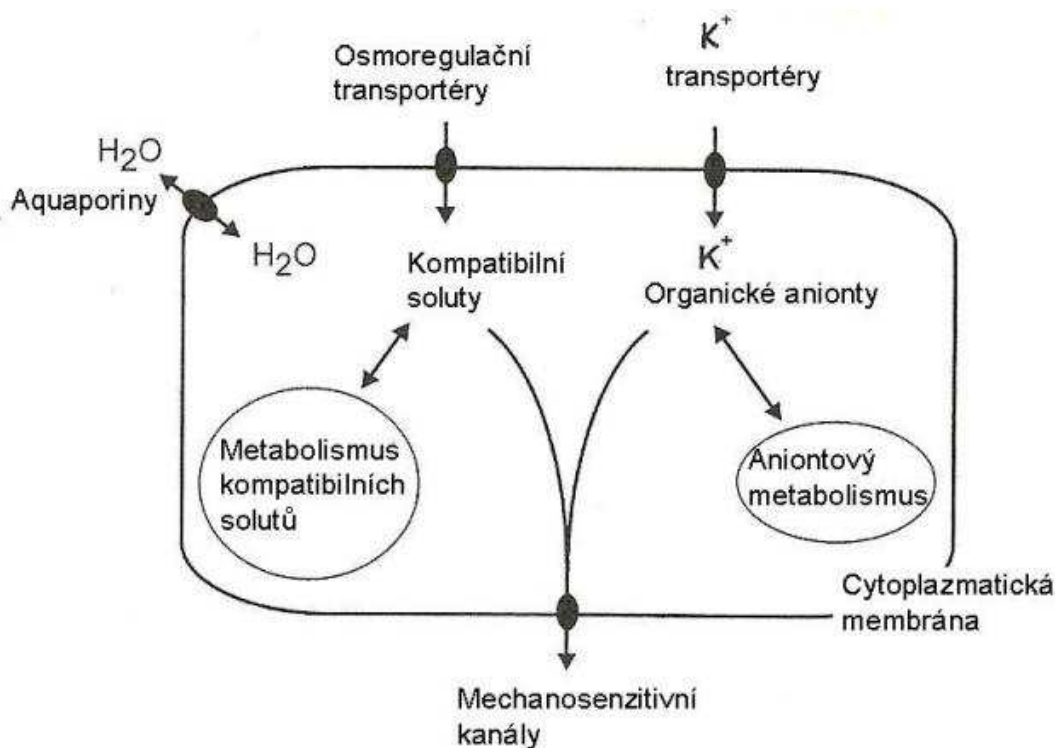 Osmoregulační
transportéry
K+
transportéry
H2O
Aquaporiny
H2O
Kompatibilní
soluty
K+
Organické anionty
Metabolismus
kompatibilních
solutů
Aniontový
metabolismus
Cytoplazmatická
membrána
Mechanosenzitivní
kanály